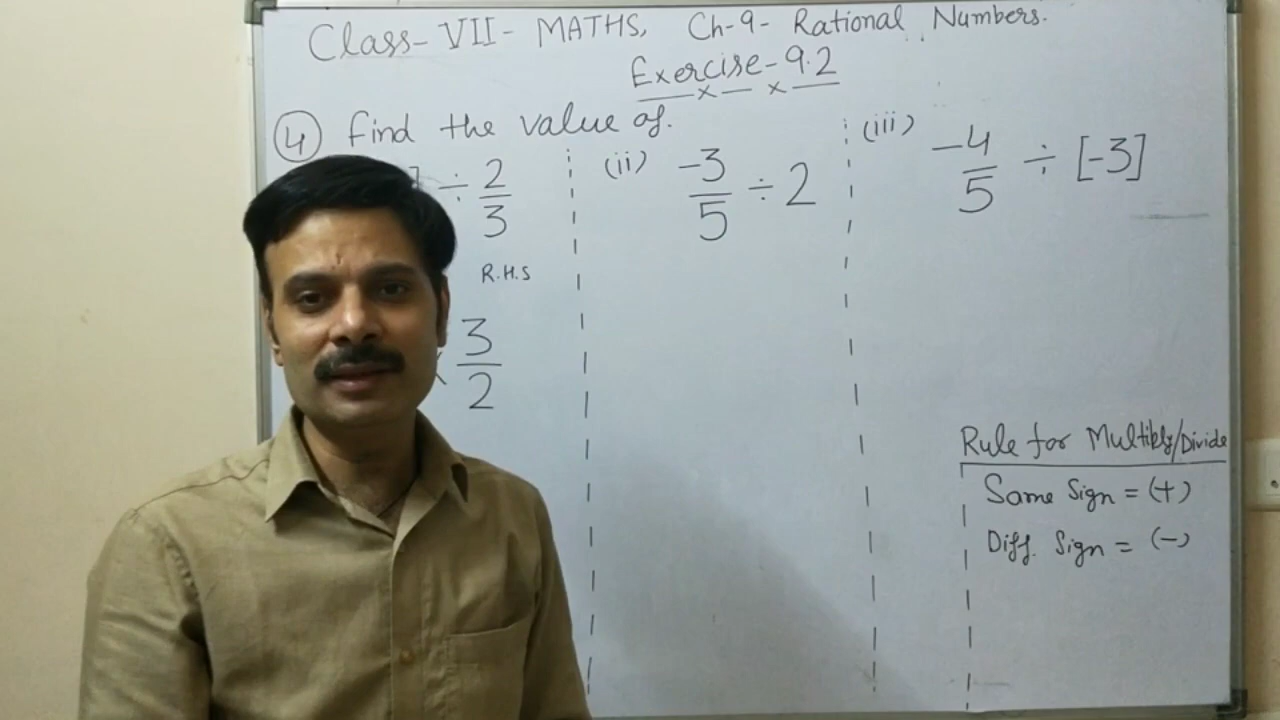 Class-VII- MATHS, Ch-9- Rational Numbers.
Exercise-9.2
④ Find the value of.
] ÷ 2/3
(ii) -3/5 ÷ 2
(iii) -4/5 ÷ [-3]
R.H.S
× 3/2
Rule for Multibly/Divide
Same Sign = (+)
Diff. Sign = (-)